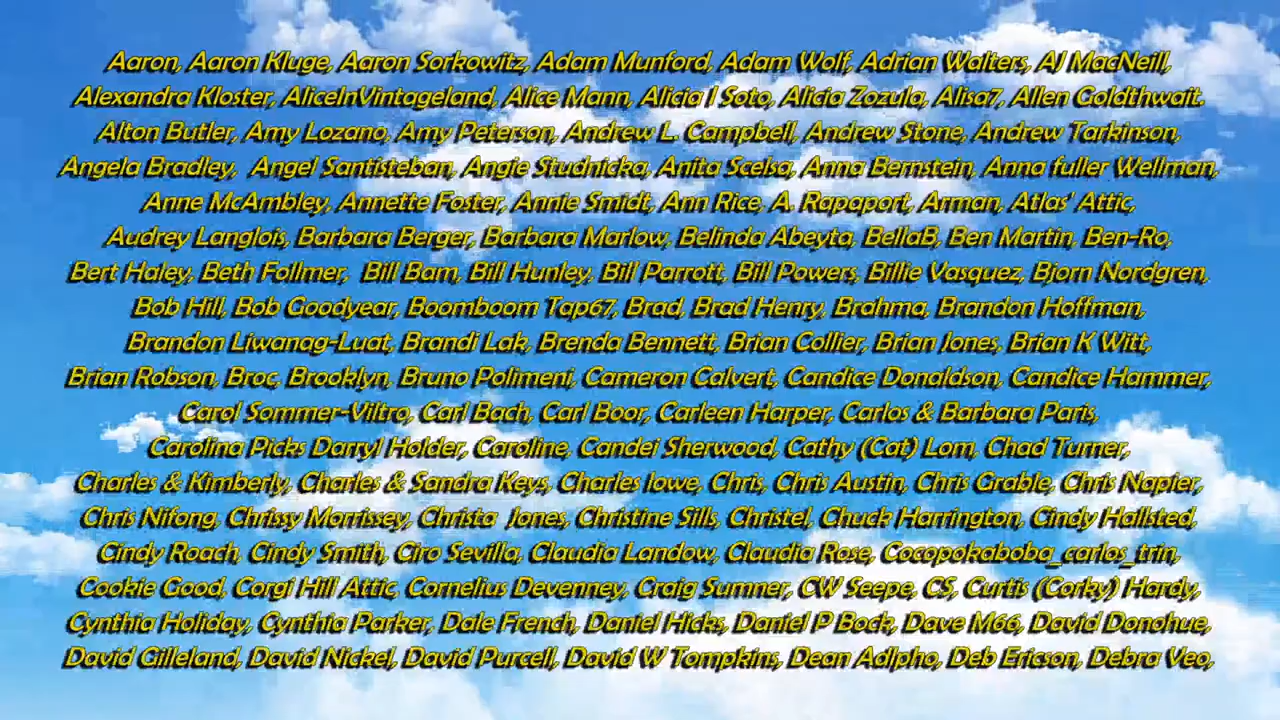 Aaron, Aaron Kluge, Aaron Sorkowitz, Adam Munford, Adam Wolf, Adrian Walters, AJ MacNeill,
Alexandra Kloster, AliceInVintageland, Alice Mann, Alicia I Soto, Alicia Zozula, Alisa7, Allen Goldthwait.
Alton Butler, Amy Lozano, Amy Peterson, Andrew L. Campbell, Andrew Stone, Andrew Tarkinson,
Angela Bradley,  Angel Santisteban, Angie Studnicka, Anita Scelsa, Anna Bernstein, Anna fuller Wellman,
Anne McAmbley, Annette Foster, Annie Smidt, Ann Rice, A. Rapaport, Arman, Atlas' Attic,
Audrey Langlois, Barbara Berger, Barbara Marlow, Belinda Abeyta, BellaB, Ben Martin, Ben-Ro,
Bert Haley, Beth Follmer,  Bill Bam, Bill Hunley, Bill Parrott, Bill Powers, Billie Vasquez, Bjorn Nordgren,
Bob Hill, Bob Goodyear, Boomboom Tap67, Brad, Brad Henry, Brahma, Brandon Hoffman,
Brandon Liwanag-Luat, Brandi Lak, Brenda Bennett, Brian Collier, Brian Jones, Brian K Witt,
Brian Robson, Broc, Brooklyn, Bruno Polimeni, Cameron Calvert, Candice Donaldson, Candice Hammer,
Carol Sommer-Viltro, Carl Bach, Carl Boor, Carleen Harper, Carlos & Barbara Paris,
Carolina Picks Darryl Holder, Caroline, Candei Sherwood, Cathy (Cat) Lom, Chad Turner,
Charles & Kimberly, Charles & Sandra Keys, Charles lowe, Chris, Chris Austin, Chris Grable, Chris Napier,
Chris Nifong, Chrissy Morrissey, Christa  Jones, Christine Sills, Christel, Chuck Harrington, Cindy Hallsted,
Cindy Roach, Cindy Smith, Ciro Sevilla, Claudia Landow, Claudia Rose, Cocopokaboba_carlos_trin,
Cookie Good, Corgi Hill Attic, Cornelius Devenney, Craig Sumner, CW Seepe, CS, Curtis (Corky) Hardy,
Cynthia Holiday, Cynthia Parker, Dale French, Daniel Hicks, Daniel P Bock, Dave M66, David Donohue,
David Gilleland, David Nickel, David Purcell, David W Tompkins, Dean Adlpho, Deb Ericson, Debra Veo,